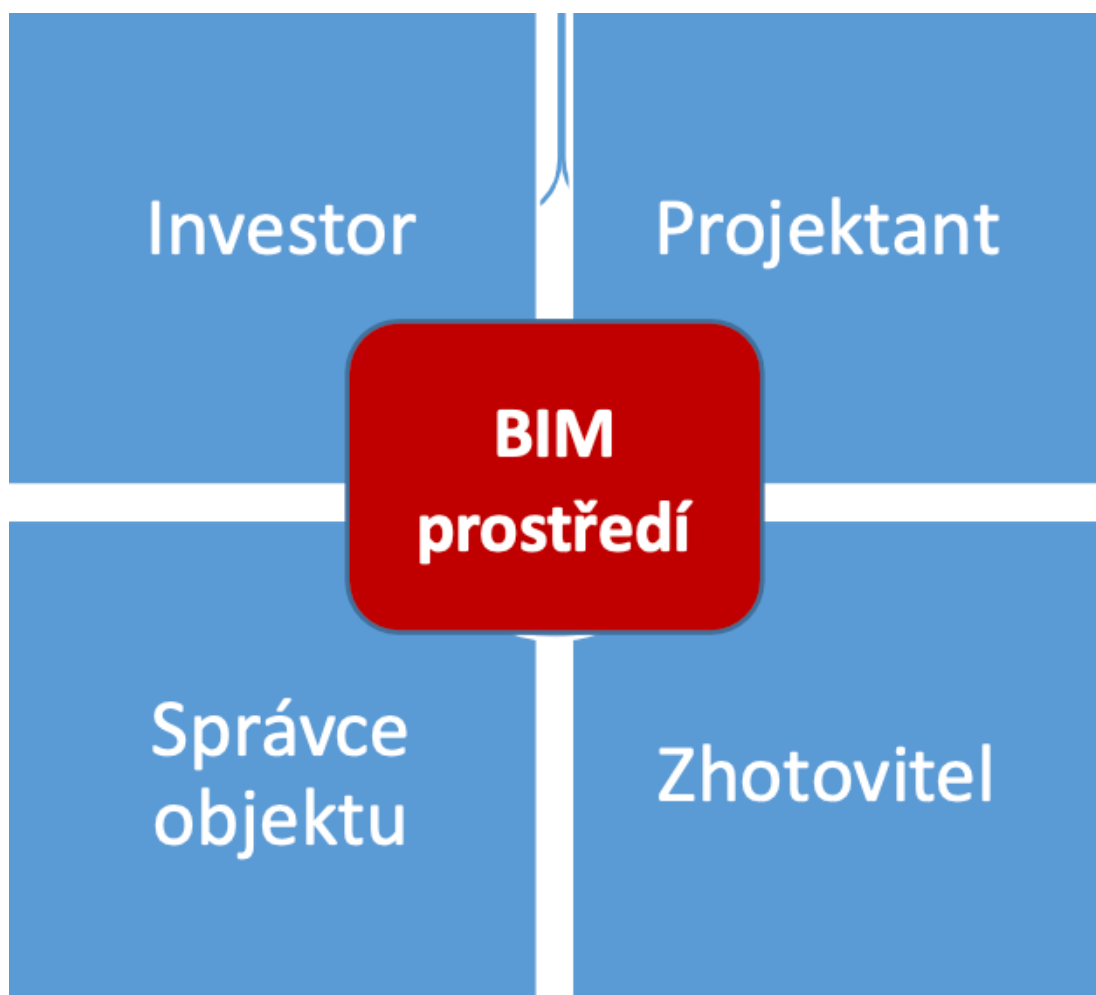 Investor
Projektant
BIM
prostředí
Správce
objektu
Zhotovitel